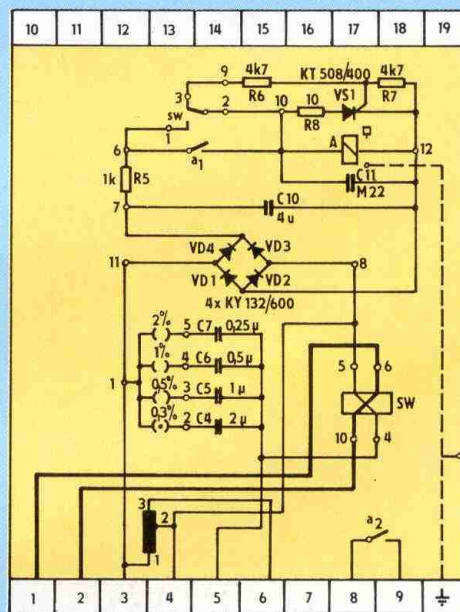 10 11 12 13 14 15 16 17 18 19
9 4k7 KT 508/400 4k7
R6 VS1 R7
3 2 10 10
sw R8
1 A
6 a1 12
1k R5 C11
M22
7 C10
4µ
VD4 VD3
11 8
VD1 VD2
4x KY 132/600
2% 5 C7 0,25µ
1% 4 C6 0,5µ
5 6
1 0,5% 3 C5 1µ
SW
0,3% 2 C4 2µ
10 4
3
2 a2
1
1 2 3 4 5 6 7 8 9